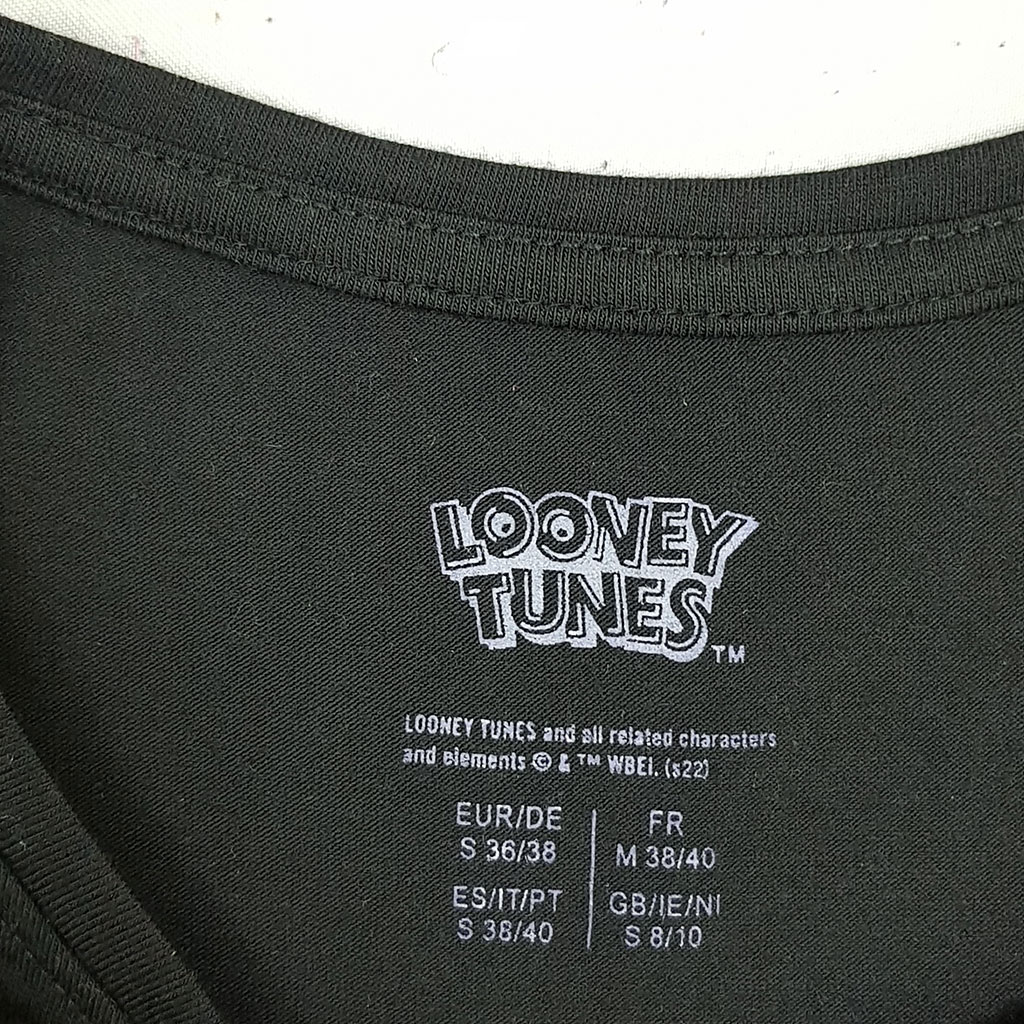 LOONEY
TUNES™
LOONEY TUNES and all related characters
and elements © & ™ WBEI. (s22)
EUR/DE
S 36/38
FR
M 38/40
ES/IT/PT
S 38/40
GB/IE/NI
S 8/10